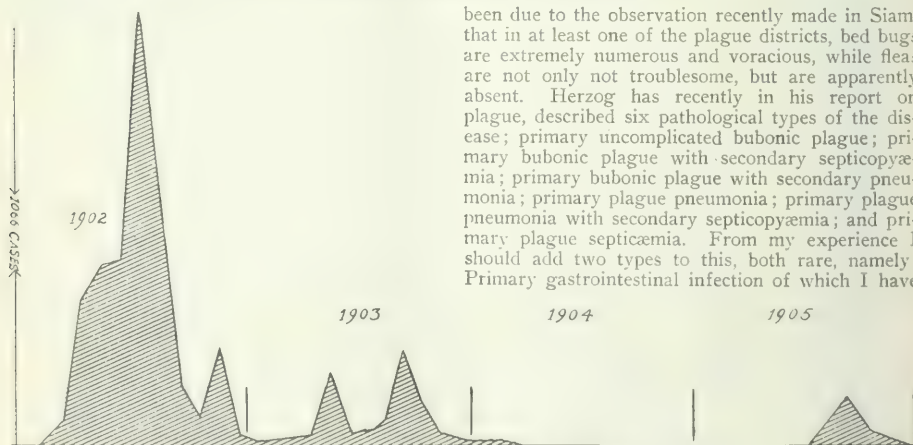 been due to the observation recently made in Siam
that in at least one of the plague districts, bed bug
are extremely numerous and voracious, while flea
are not only not troublesome, but are apparently
absent. Herzog has recently in his report on
plague, described six pathological types of the dis-
ease; primary uncomplicated bubonic plague; pri-
mary bubonic plague with secondary septicopyæ-
mia; primary bubonic plague with secondary pneu-
monia; primary plague pneumonia; primary plague
pneumonia with secondary septicopyæmia; and pri-
mary plague septicæmia. From my experience I
should add two types to this, both rare, namely
Primary gastrointestinal infection of which I have
1000 CASES
1902
1903
1904
1905